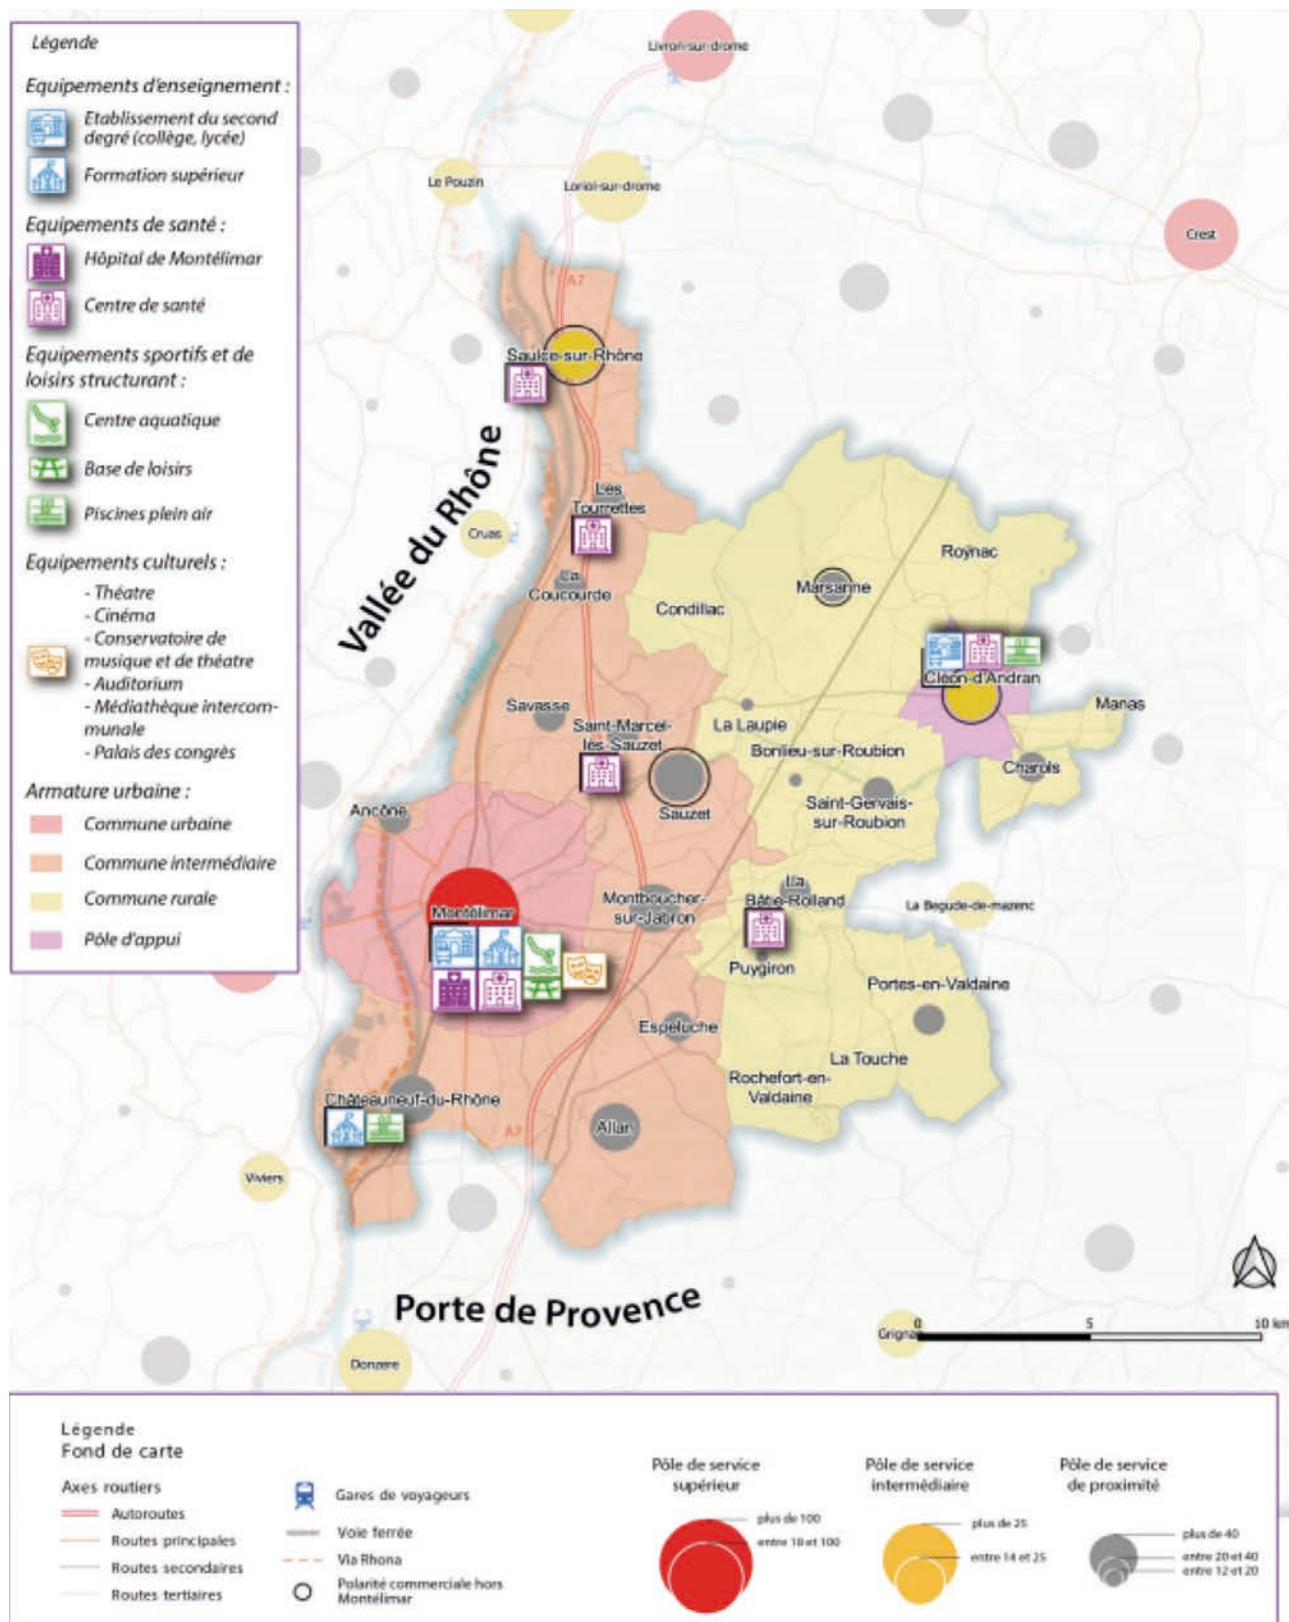 Légende
Equipements d'enseignement :
Etablissement du second
degré (collège, lycée)
Formation supérieur
Equipements de santé :
Hôpital de Montélimar
Centre de santé
Equipements sportifs et de
loisirs structurant :
Centre aquatique
Base de loisirs
Piscines plein air
Equipements culturels :
- Théatre
- Cinéma
- Conservatoire de
musique et de théatre
- Auditorium
- Médiathèque intercom-
munale
- Palais des congrès
Armature urbaine :
Commune urbaine
Commune intermédiaire
Commune rurale
Pôle d'appui
Livron-sur-drome
Le Pouzin
Loriol-sur-drome
Crest
A7
Saulce-sur-Rhône
Vallée du Rhône
Les
Tourrettes
Cruas
La
Coucourde
Condillac
Marsanne
Roÿnac
Cléon-d'Andran
Manas
Savasse
Saint-Marcel-
lès-Sauzet
La Laupie
Bonlieu-sur-Roubion
Charols
Ancône
Sauzet
Saint-Gervais-
sur-Roubion
Montélimar
Montboucher-
sur-Jabron
La
Bâtie-Rolland
La Begude-de-mazenc
Puygiron
Portes-en-Valdaine
Espeluche
La Touche
Rochefort-en-
Valdaine
Châteauneuf-du-Rhône
Allan
A7
Viviers
Porte de Provence
Donzere
Grigna
0 5 10 km
Légende
Fond de carte
Axes routiers
Autoroutes
Routes principales
Routes secondaires
Routes tertiaires
Gares de voyageurs
Voie ferrée
Via Rhona
Polarité commerciale hors
Montélimar
Pôle de service
supérieur
plus de 100
entre 18 et 100
Pôle de service
intermédiaire
plus de 25
entre 14 et 25
Pôle de service
de proximité
plus de 40
entre 20 et 40
entre 12 et 20